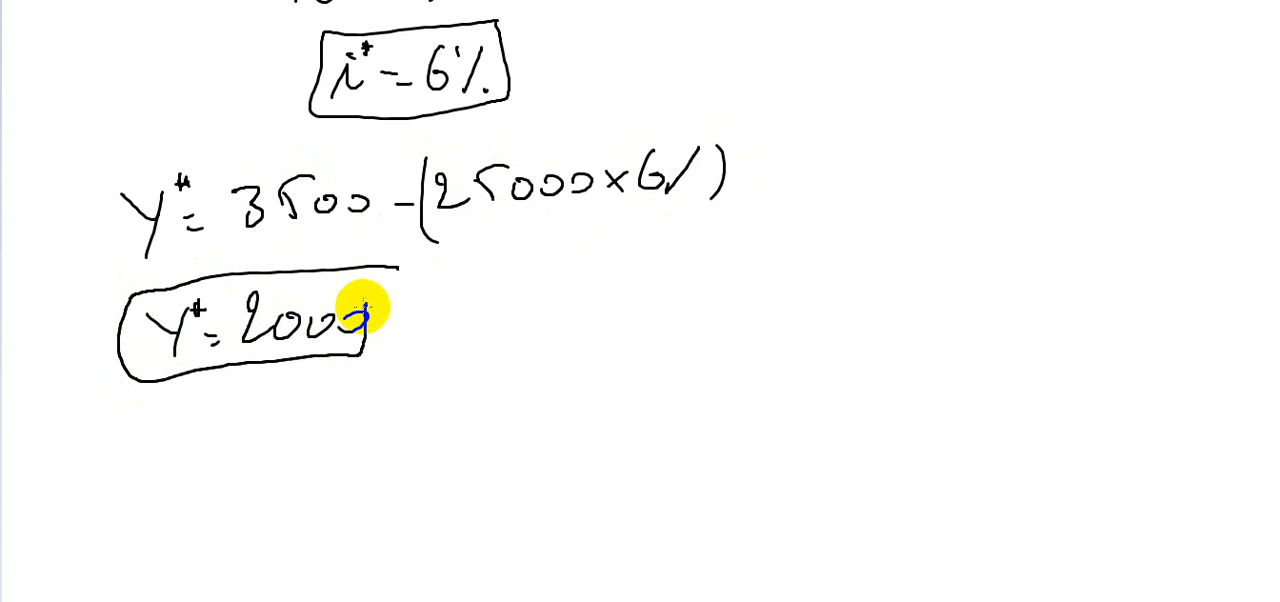 i* = 6%
Y* = 3500 - (25000 × 6%)
Y* = 2000